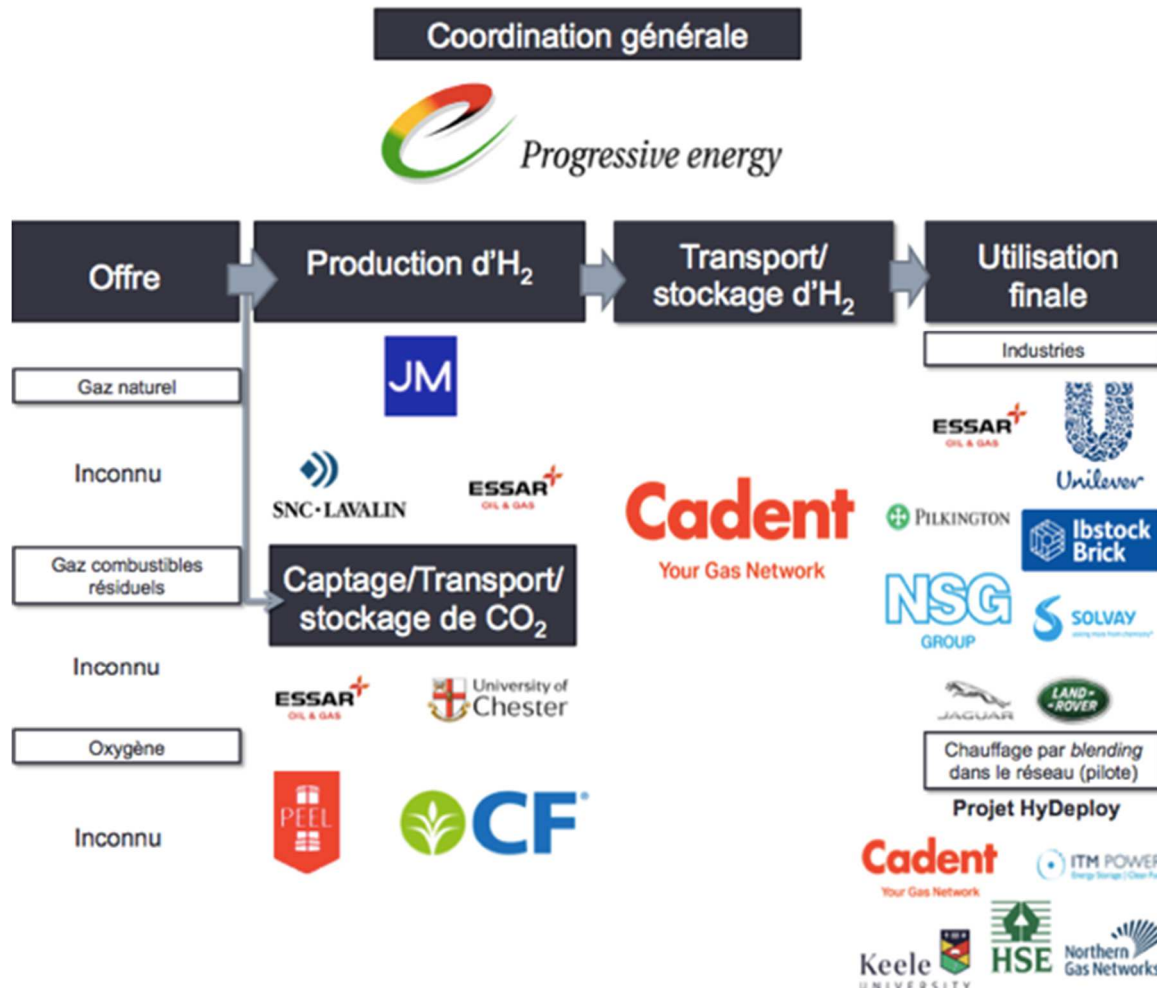 Coordination générale
Progressive energy
Offre
Production d'H₂
Transport/
stockage d'H₂
Utilisation
finale
Gaz naturel
Inconnu
Gaz combustibles
résiduels
Inconnu
Oxygène
Inconnu
JM
SNC·LAVALIN
ESSAR
OIL & GAS
Captage/Transport/
stockage de CO₂
ESSAR
OIL & GAS
University of
Chester
PEEL
CF®
Cadent
Your Gas Network
Industries
ESSAR
OIL & GAS
Unilever
PILKINGTON
Ibstock
Brick
NSG
GROUP
SOLVAY
JAGUAR
LAND-
ROVER
Chauffage par blending
dans le réseau (pilote)
Projet HyDeploy
Cadent
Your Gas Network
ITM POWER
Energy Storage | Clean
Keele
UNIVERSITY
HSE
Northern
Gas Networks